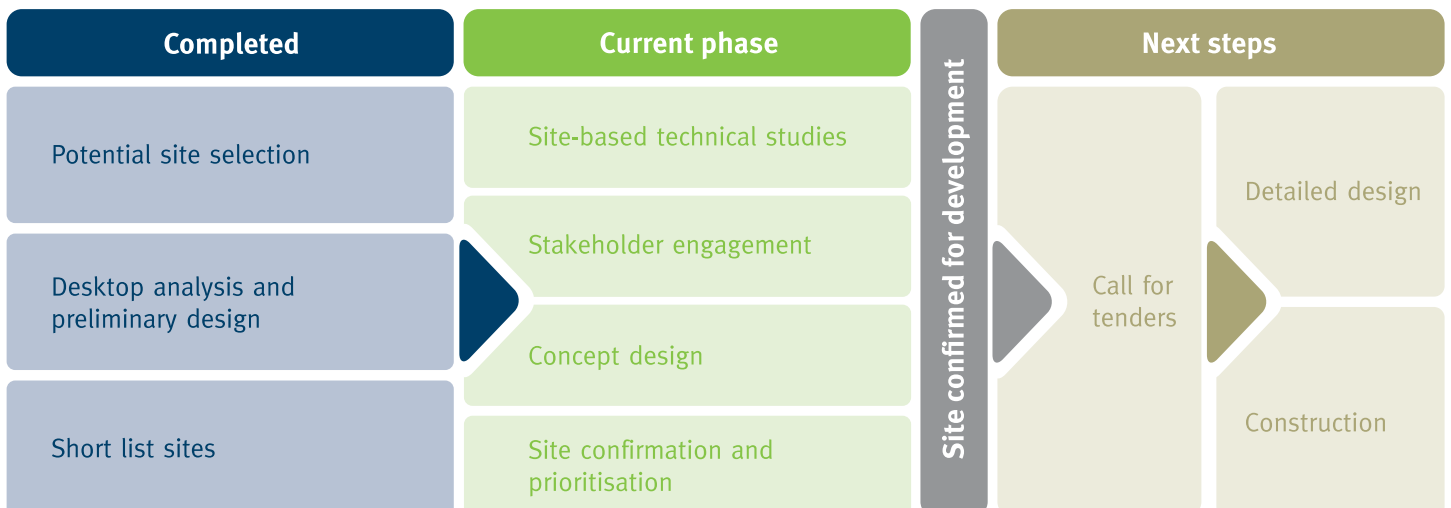 Completed
Potential site selection
Desktop analysis and
preliminary design
Short list sites
Current phase
Site-based technical studies
Stakeholder engagement
Concept design
Site confirmation and
prioritisation
Site confirmed for development
Next steps
Call for
tenders
Detailed design
Construction